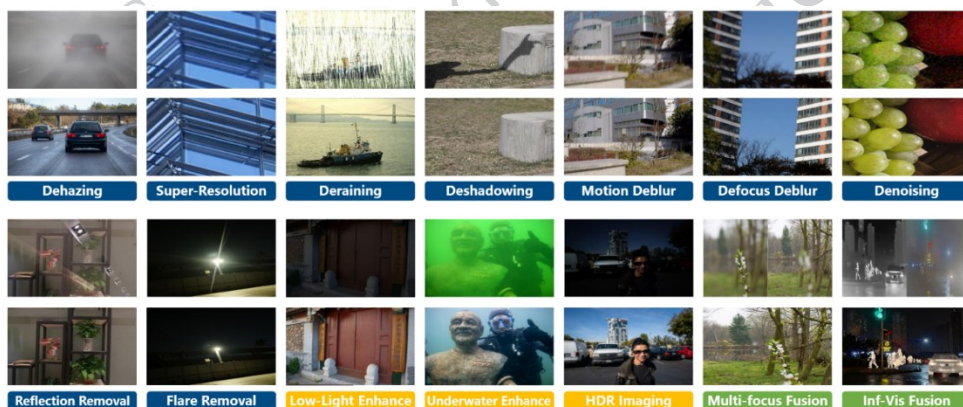 Dehazing
Super-Resolution
Deraining
Deshadowing
Motion Deblur
Defocus Deblur
Denoising
Reflection Removal
Flare Removal
Low-Light Enhance
Underwater Enhance
HDR Imaging
Multi-focus Fusion
Inf-Vis Fusion